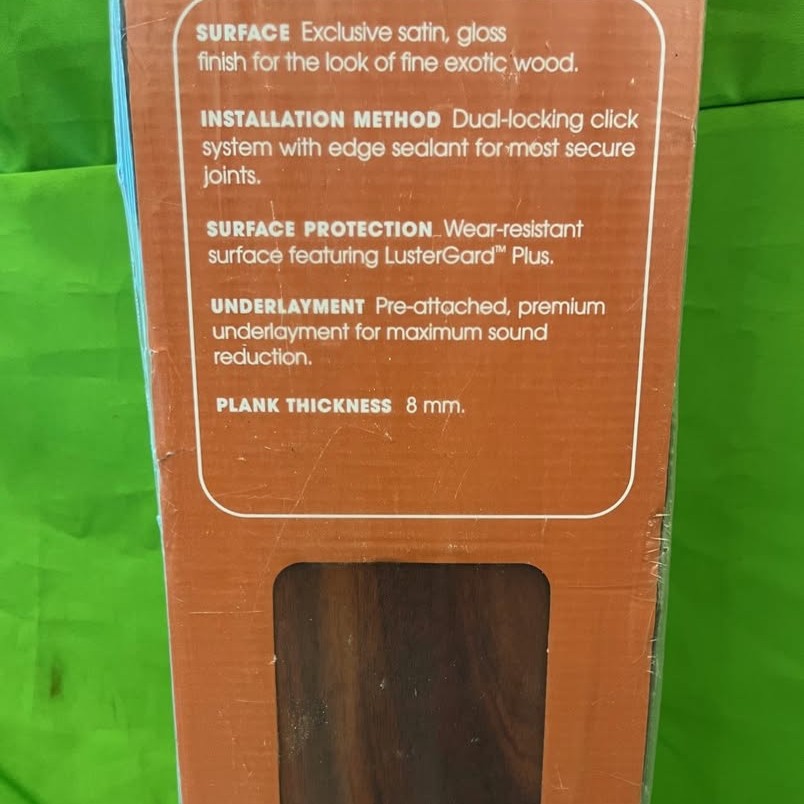 SURFACE Exclusive satin, gloss
finish for the look of fine exotic wood.
INSTALLATION METHOD Dual-locking click
system with edge sealant for most secure
joints.
SURFACE PROTECTION Wear-resistant
surface featuring LusterGard™ Plus.
UNDERLAYMENT Pre-attached, premium
underlayment for maximum sound
reduction.
PLANK THICKNESS 8 mm.